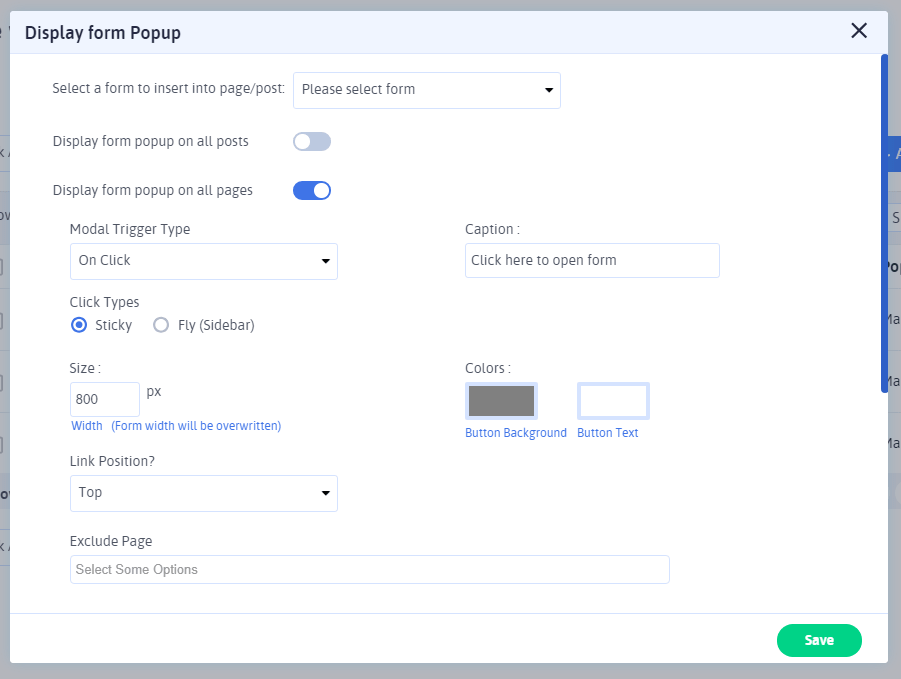 Display form Popup
Select a form to insert into page/post: Please select form
Display form popup on all posts
Display form popup on all pages
Modal Trigger Type Caption :
On Click Click here to open form
Click Types
Sticky Fly (Sidebar)
Size : Colors :
800 px
Width (Form width will be overwritten) Button Background Button Text
Link Position?
Top
Exclude Page
Select Some Options
Save